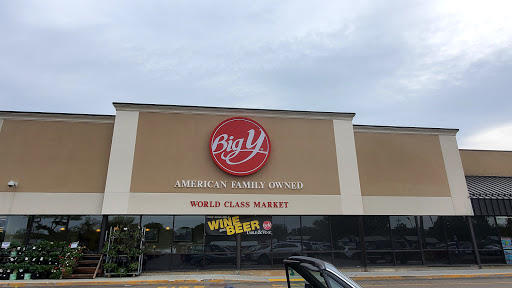 Big Y
AMERICAN FAMILY OWNED
WORLD CLASS MARKET
WINE
BEER